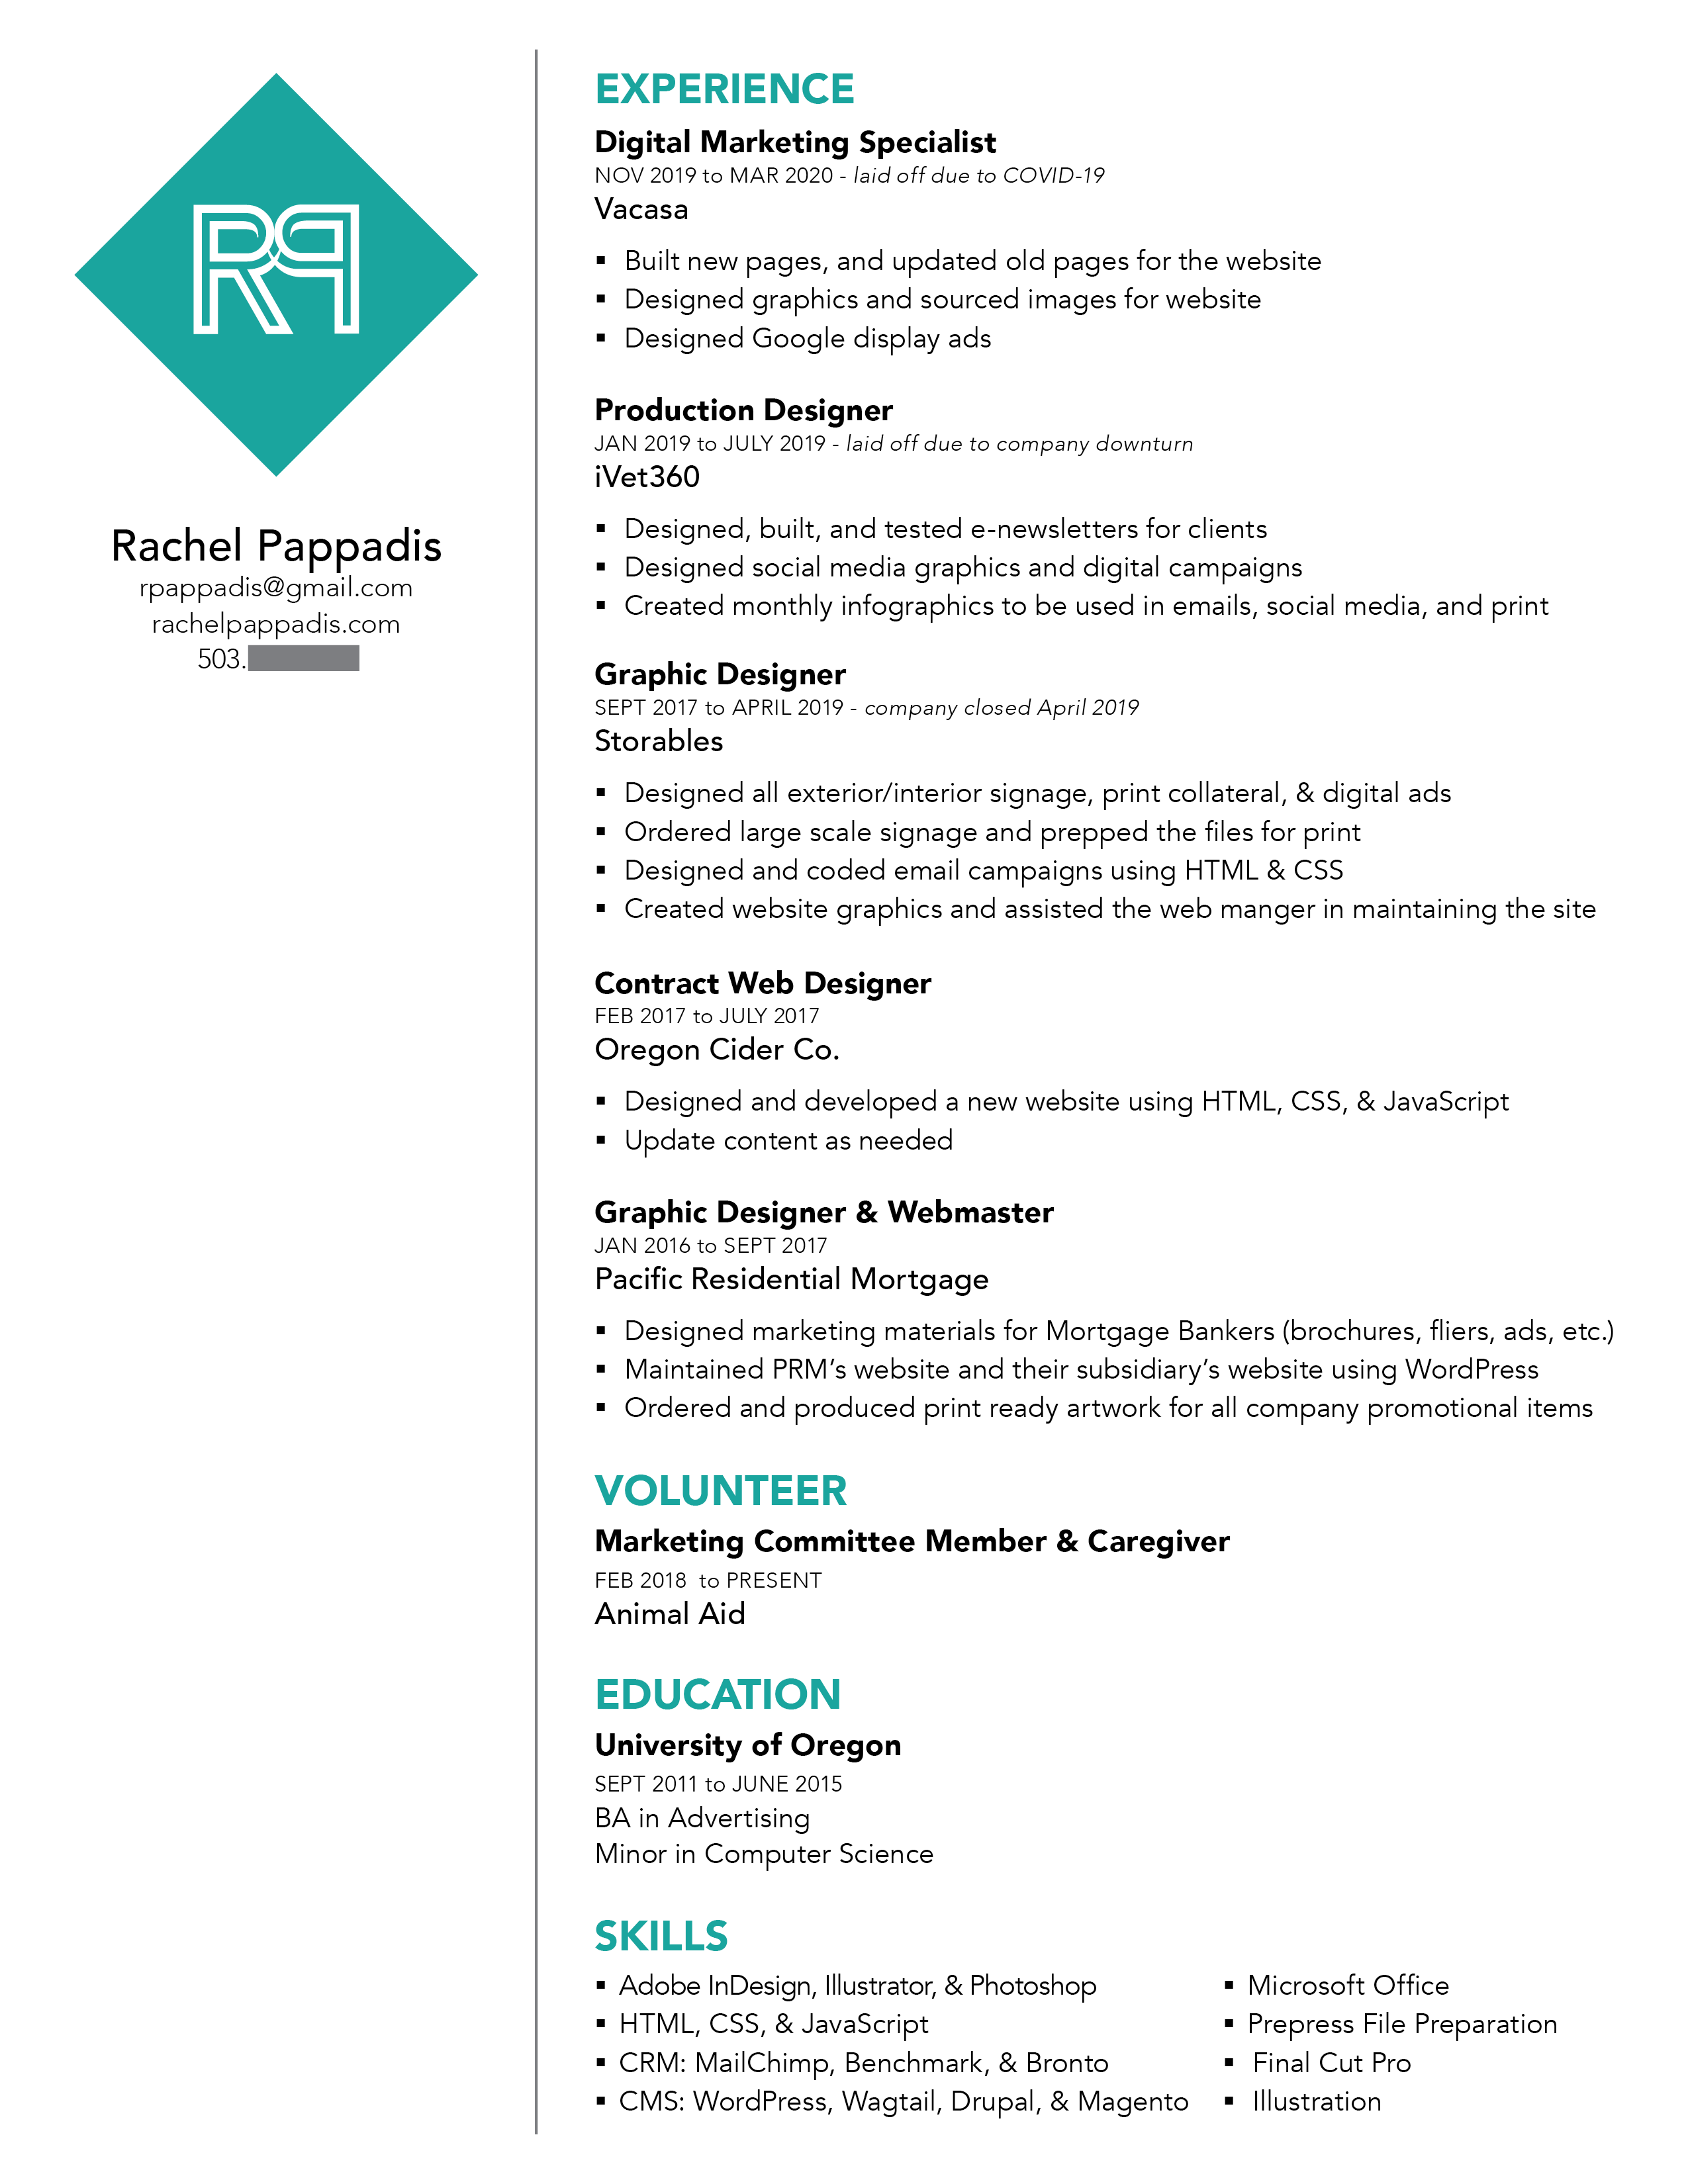 RP
Rachel Pappadis
rpappadis@gmail.com
rachelpappadis.com
503.
EXPERIENCE
Digital Marketing Specialist
NOV 2019 to MAR 2020 - laid off due to COVID-19
Vacasa
▪ Built new pages, and updated old pages for the website
▪ Designed graphics and sourced images for website
▪ Designed Google display ads
Production Designer
JAN 2019 to JULY 2019 - laid off due to company downturn
iVet360
▪ Designed, built, and tested e-newsletters for clients
▪ Designed social media graphics and digital campaigns
▪ Created monthly infographics to be used in emails, social media, and print
Graphic Designer
SEPT 2017 to APRIL 2019 - company closed April 2019
Storables
▪ Designed all exterior/interior signage, print collateral, & digital ads
▪ Ordered large scale signage and prepped the files for print
▪ Designed and coded email campaigns using HTML & CSS
▪ Created website graphics and assisted the web manger in maintaining the site
Contract Web Designer
FEB 2017 to JULY 2017
Oregon Cider Co.
▪ Designed and developed a new website using HTML, CSS, & JavaScript
▪ Update content as needed
Graphic Designer & Webmaster
JAN 2016 to SEPT 2017
Pacific Residential Mortgage
▪ Designed marketing materials for Mortgage Bankers (brochures, fliers, ads, etc.)
▪ Maintained PRM’s website and their subsidiary’s website using WordPress
▪ Ordered and produced print ready artwork for all company promotional items
VOLUNTEER
Marketing Committee Member & Caregiver
FEB 2018 to PRESENT
Animal Aid
EDUCATION
University of Oregon
SEPT 2011 to JUNE 2015
BA in Advertising
Minor in Computer Science
SKILLS
▪ Adobe InDesign, Illustrator, & Photoshop
▪ HTML, CSS, & JavaScript
▪ CRM: MailChimp, Benchmark, & Bronto
▪ CMS: WordPress, Wagtail, Drupal, & Magento
▪ Microsoft Office
▪ Prepress File Preparation
▪ Final Cut Pro
▪ Illustration